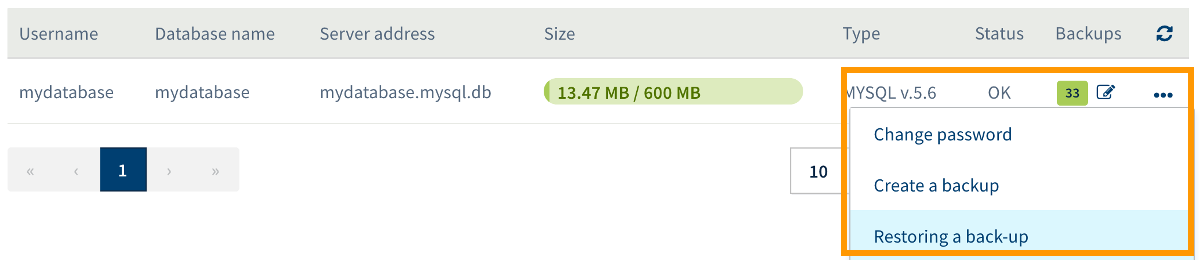 Username Database name Server address Size Type Status Backups
mydatabase mydatabase mydatabase.mysql.db 13.47 MB / 600 MB MYSQL v.5.6 OK 33
Change password
« ‹ 1 › » 10
Create a backup
Restoring a back-up